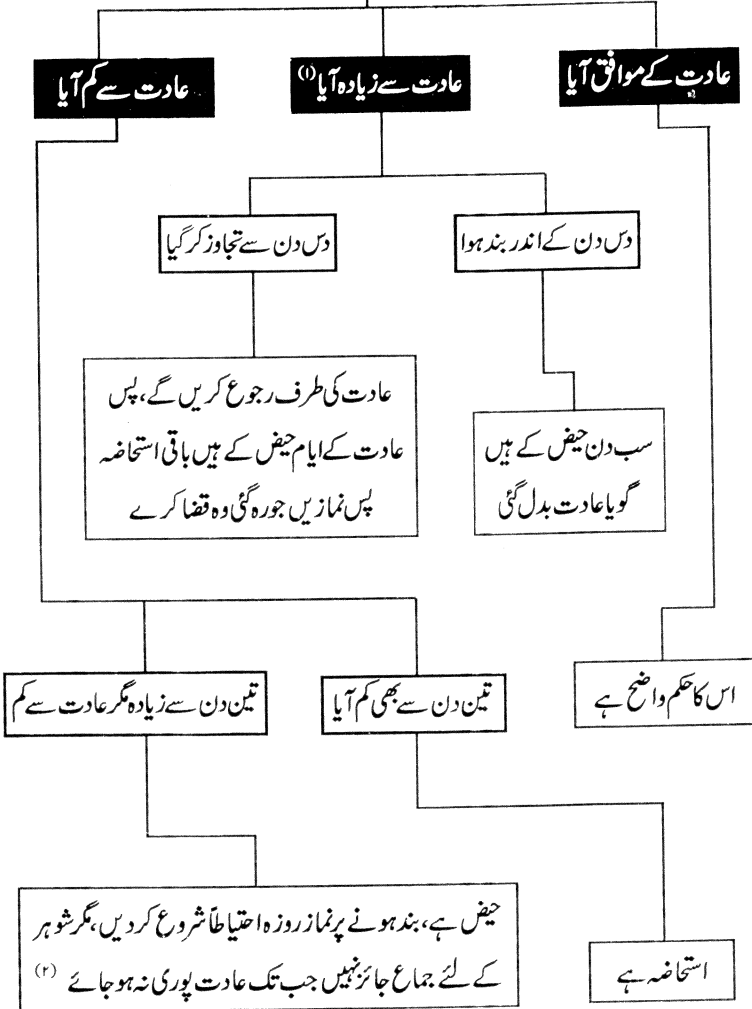 عادت کے موافق آیا
عادت سے زیادہ آیا (۱)
عادت سے کم آیا
دس دن کے اندر بند ہوا
دس دن سے تجاوز کر گیا
سب دن حیض کے ہیں
گویا عادت بدل گئی
عادت کی طرف رجوع کریں گے، پس
عادت کے ایام حیض کے ہیں باقی استحاضہ
پس نمازیں جو رہ گئی وہ قضا کرے
اس کا حکم واضح ہے
تین دن سے بھی کم آیا
تین دن سے زیادہ مگر عادت سے کم
استحاضہ ہے
حیض ہے، بند ہونے پر نماز روزہ احتیاطاً شروع کر دیں، مگر شوہر
کے لئے جماع جائز نہیں جب تک عادت پوری نہ ہو جائے (۲)